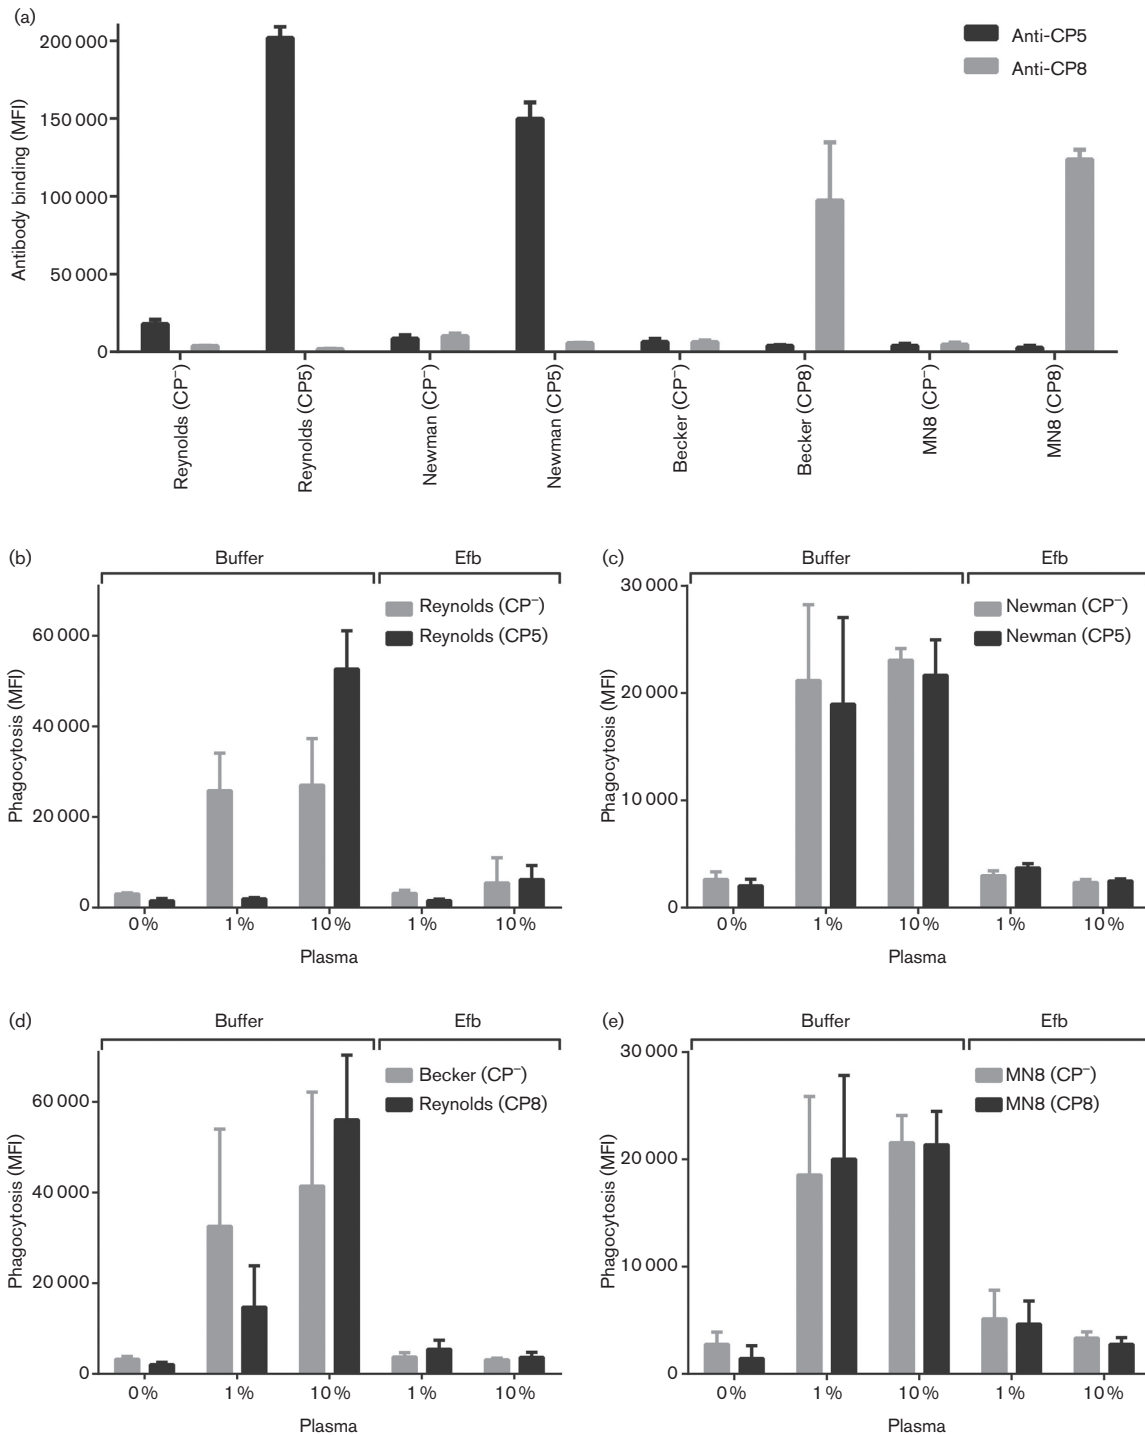 (a)
Anti-CP5
Anti-CP8
Antibody binding (MFI)
200 000
150 000
100 000
50 000
0
Reynolds (CP⁻)
Reynolds (CP5)
Newman (CP⁻)
Newman (CP5)
Becker (CP⁻)
Becker (CP8)
MN8 (CP⁻)
MN8 (CP8)
(b)
Buffer
Efb
Reynolds (CP⁻)
Reynolds (CP5)
Phagocytosis (MFI)
60 000
40 000
20 000
0
0 %
1 %
10 %
1 %
10 %
Plasma
(c)
Buffer
Efb
Newman (CP⁻)
Newman (CP5)
Phagocytosis (MFI)
30 000
20 000
10 000
0
0 %
1 %
10 %
1 %
10 %
Plasma
(d)
Buffer
Efb
Becker (CP⁻)
Reynolds (CP8)
Phagocytosis (MFI)
60 000
40 000
20 000
0
0 %
1 %
10 %
1 %
10 %
Plasma
(e)
Buffer
Efb
MN8 (CP⁻)
MN8 (CP8)
Phagocytosis (MFI)
30 000
20 000
10 000
0
0 %
1 %
10 %
1 %
10 %
Plasma